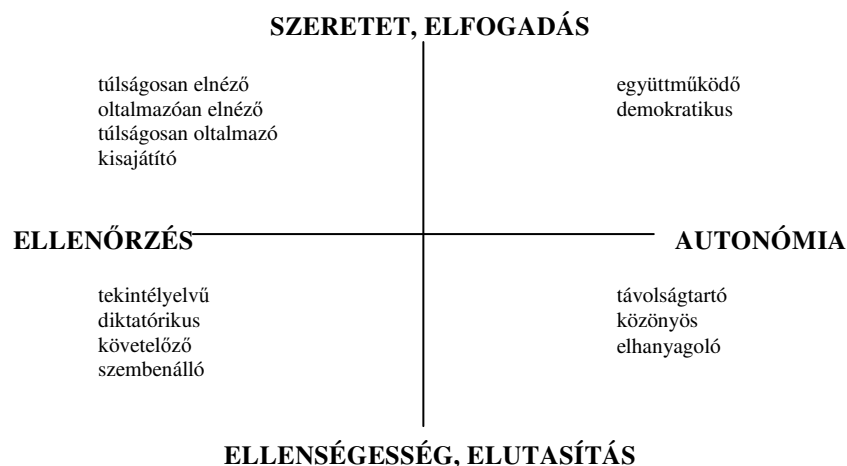 SZERETET, ELFOGADÁS
túlságosan elnéző
oltalmazóan elnéző
túlságosan oltalmazó
kisajátító
együttműködő
demokratikus
ELLENŐRZÉS
AUTONÓMIA
tekintélyelvű
diktatórikus
követelőző
szembenálló
távolságtartó
közönyös
elhanyagoló
ELLENSÉGESSÉG, ELUTASÍTÁS